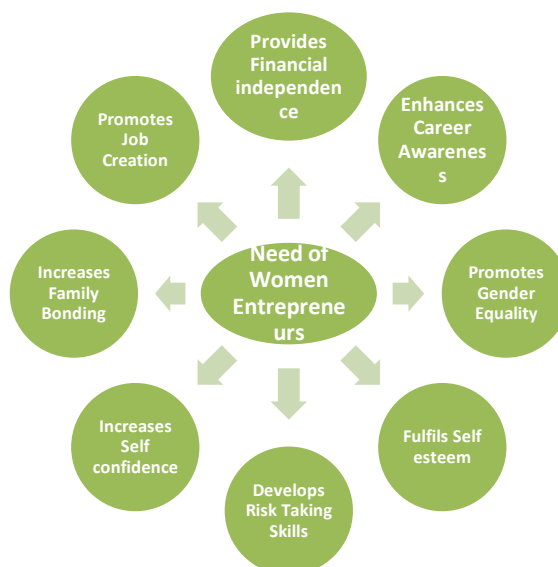 Provides
Financial
independen
ce
Enhances
Career
Awarenes
s
Promotes
Gender
Equality
Fulfils Self
esteem
Develops
Risk Taking
Skills
Increases
Self
confidence
Increases
Family
Bonding
Promotes
Job
Creation
Need of
Women
Entreprene
urs